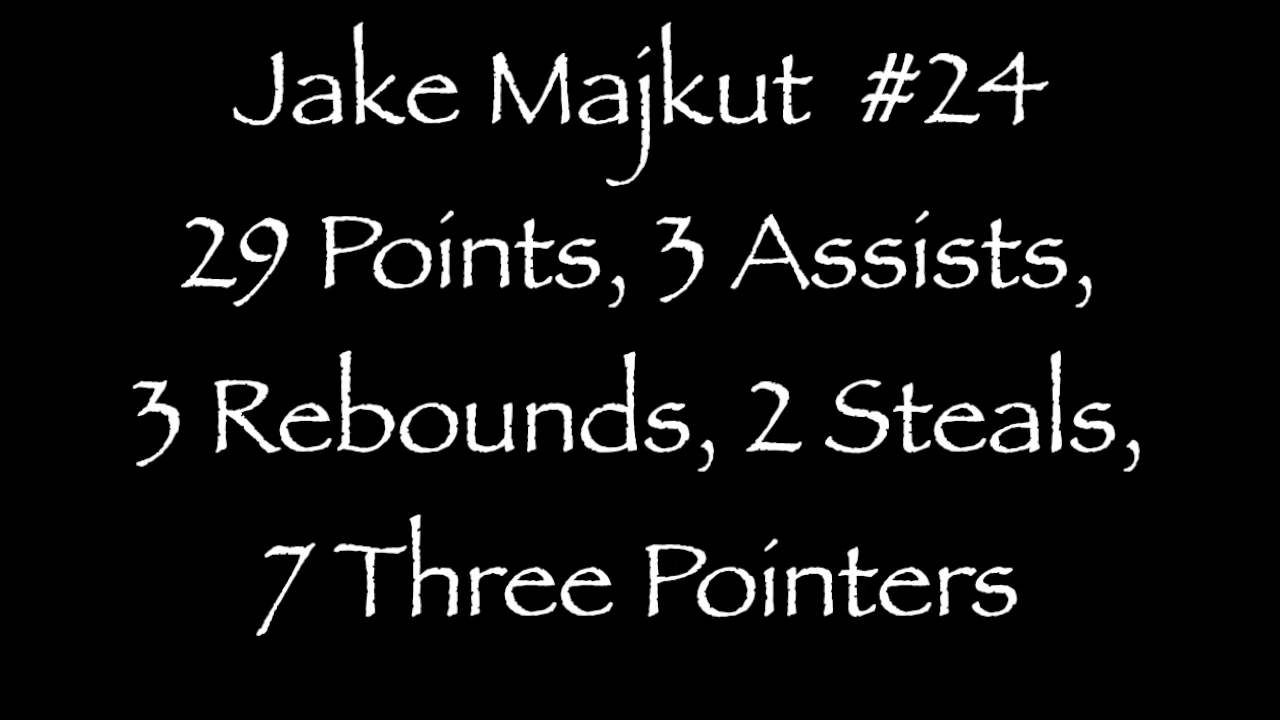 Jake Majkut #24
29 Points, 3 Assists,
3 Rebounds, 2 Steals,
7 Three Pointers